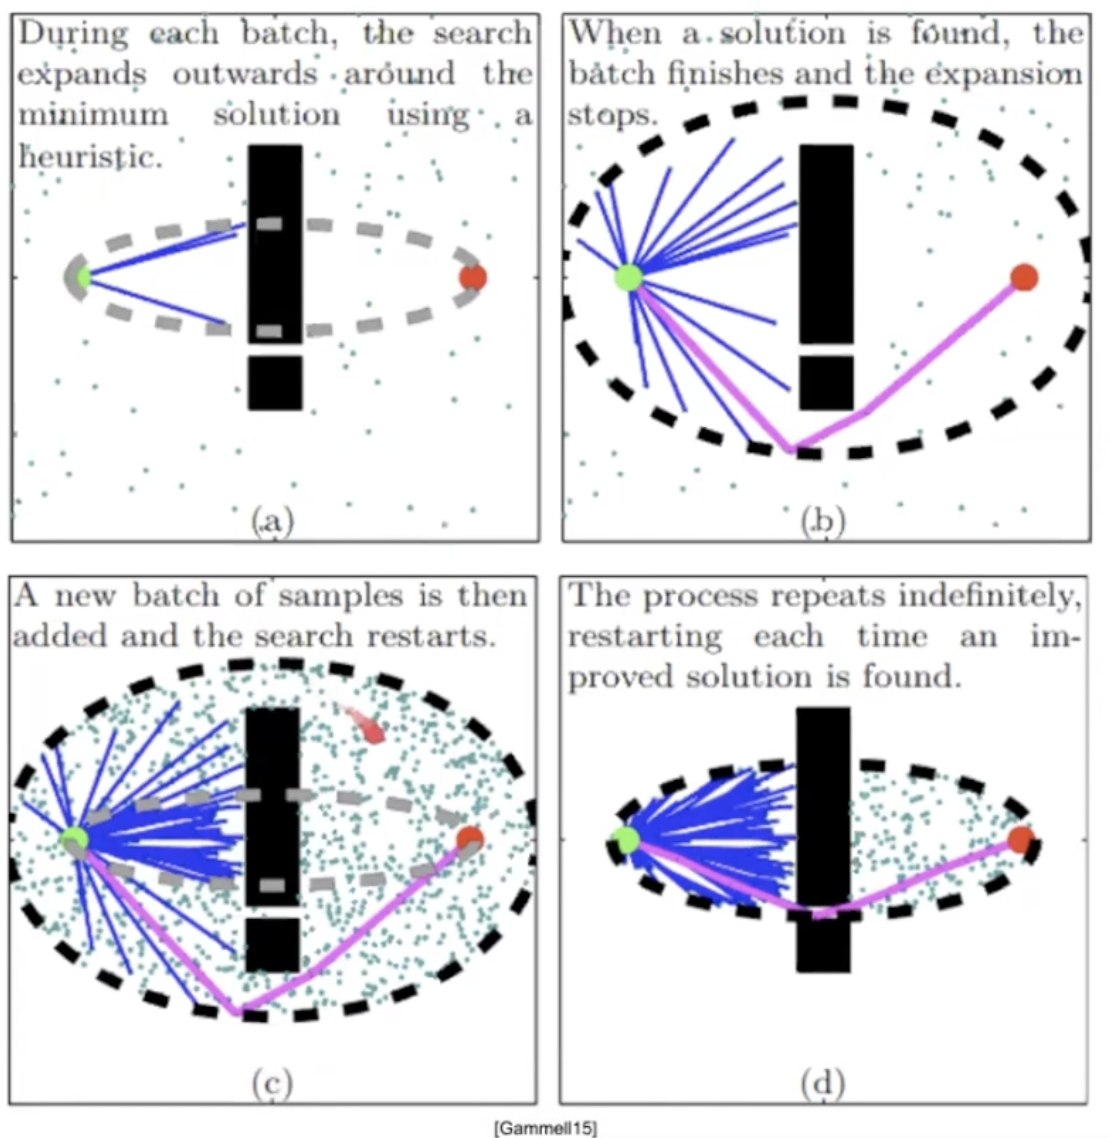 During each batch, the search
expands outwards around the
minimum solution using a
heuristic.
(a)
When a solution is found, the
batch finishes and the expansion
stops.
(b)
A new batch of samples is then
added and the search restarts.
(c)
The process repeats indefinitely,
restarting each time an im-
proved solution is found.
(d)
[Gammell15]